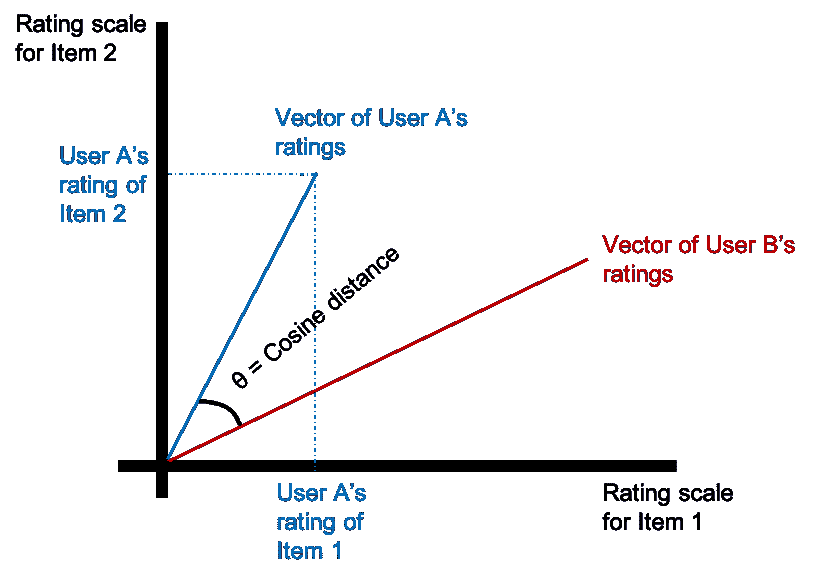 Rating scale
for Item 2
Vector of User A's
ratings
User A's
rating of
Item 2
Vector of User B's
ratings
θ = Cosine distance
User A's
rating of
Item 1
Rating scale
for Item 1